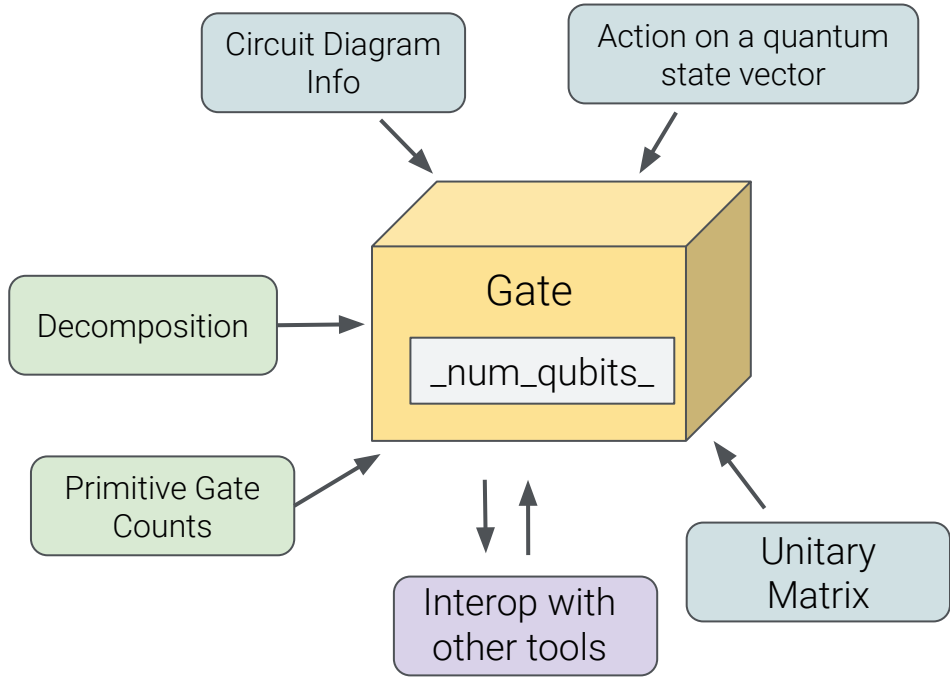 Circuit Diagram
Info
Action on a quantum
state vector
Gate
_num_qubits_
Decomposition
Primitive Gate
Counts
Unitary
Matrix
Interop with
other tools